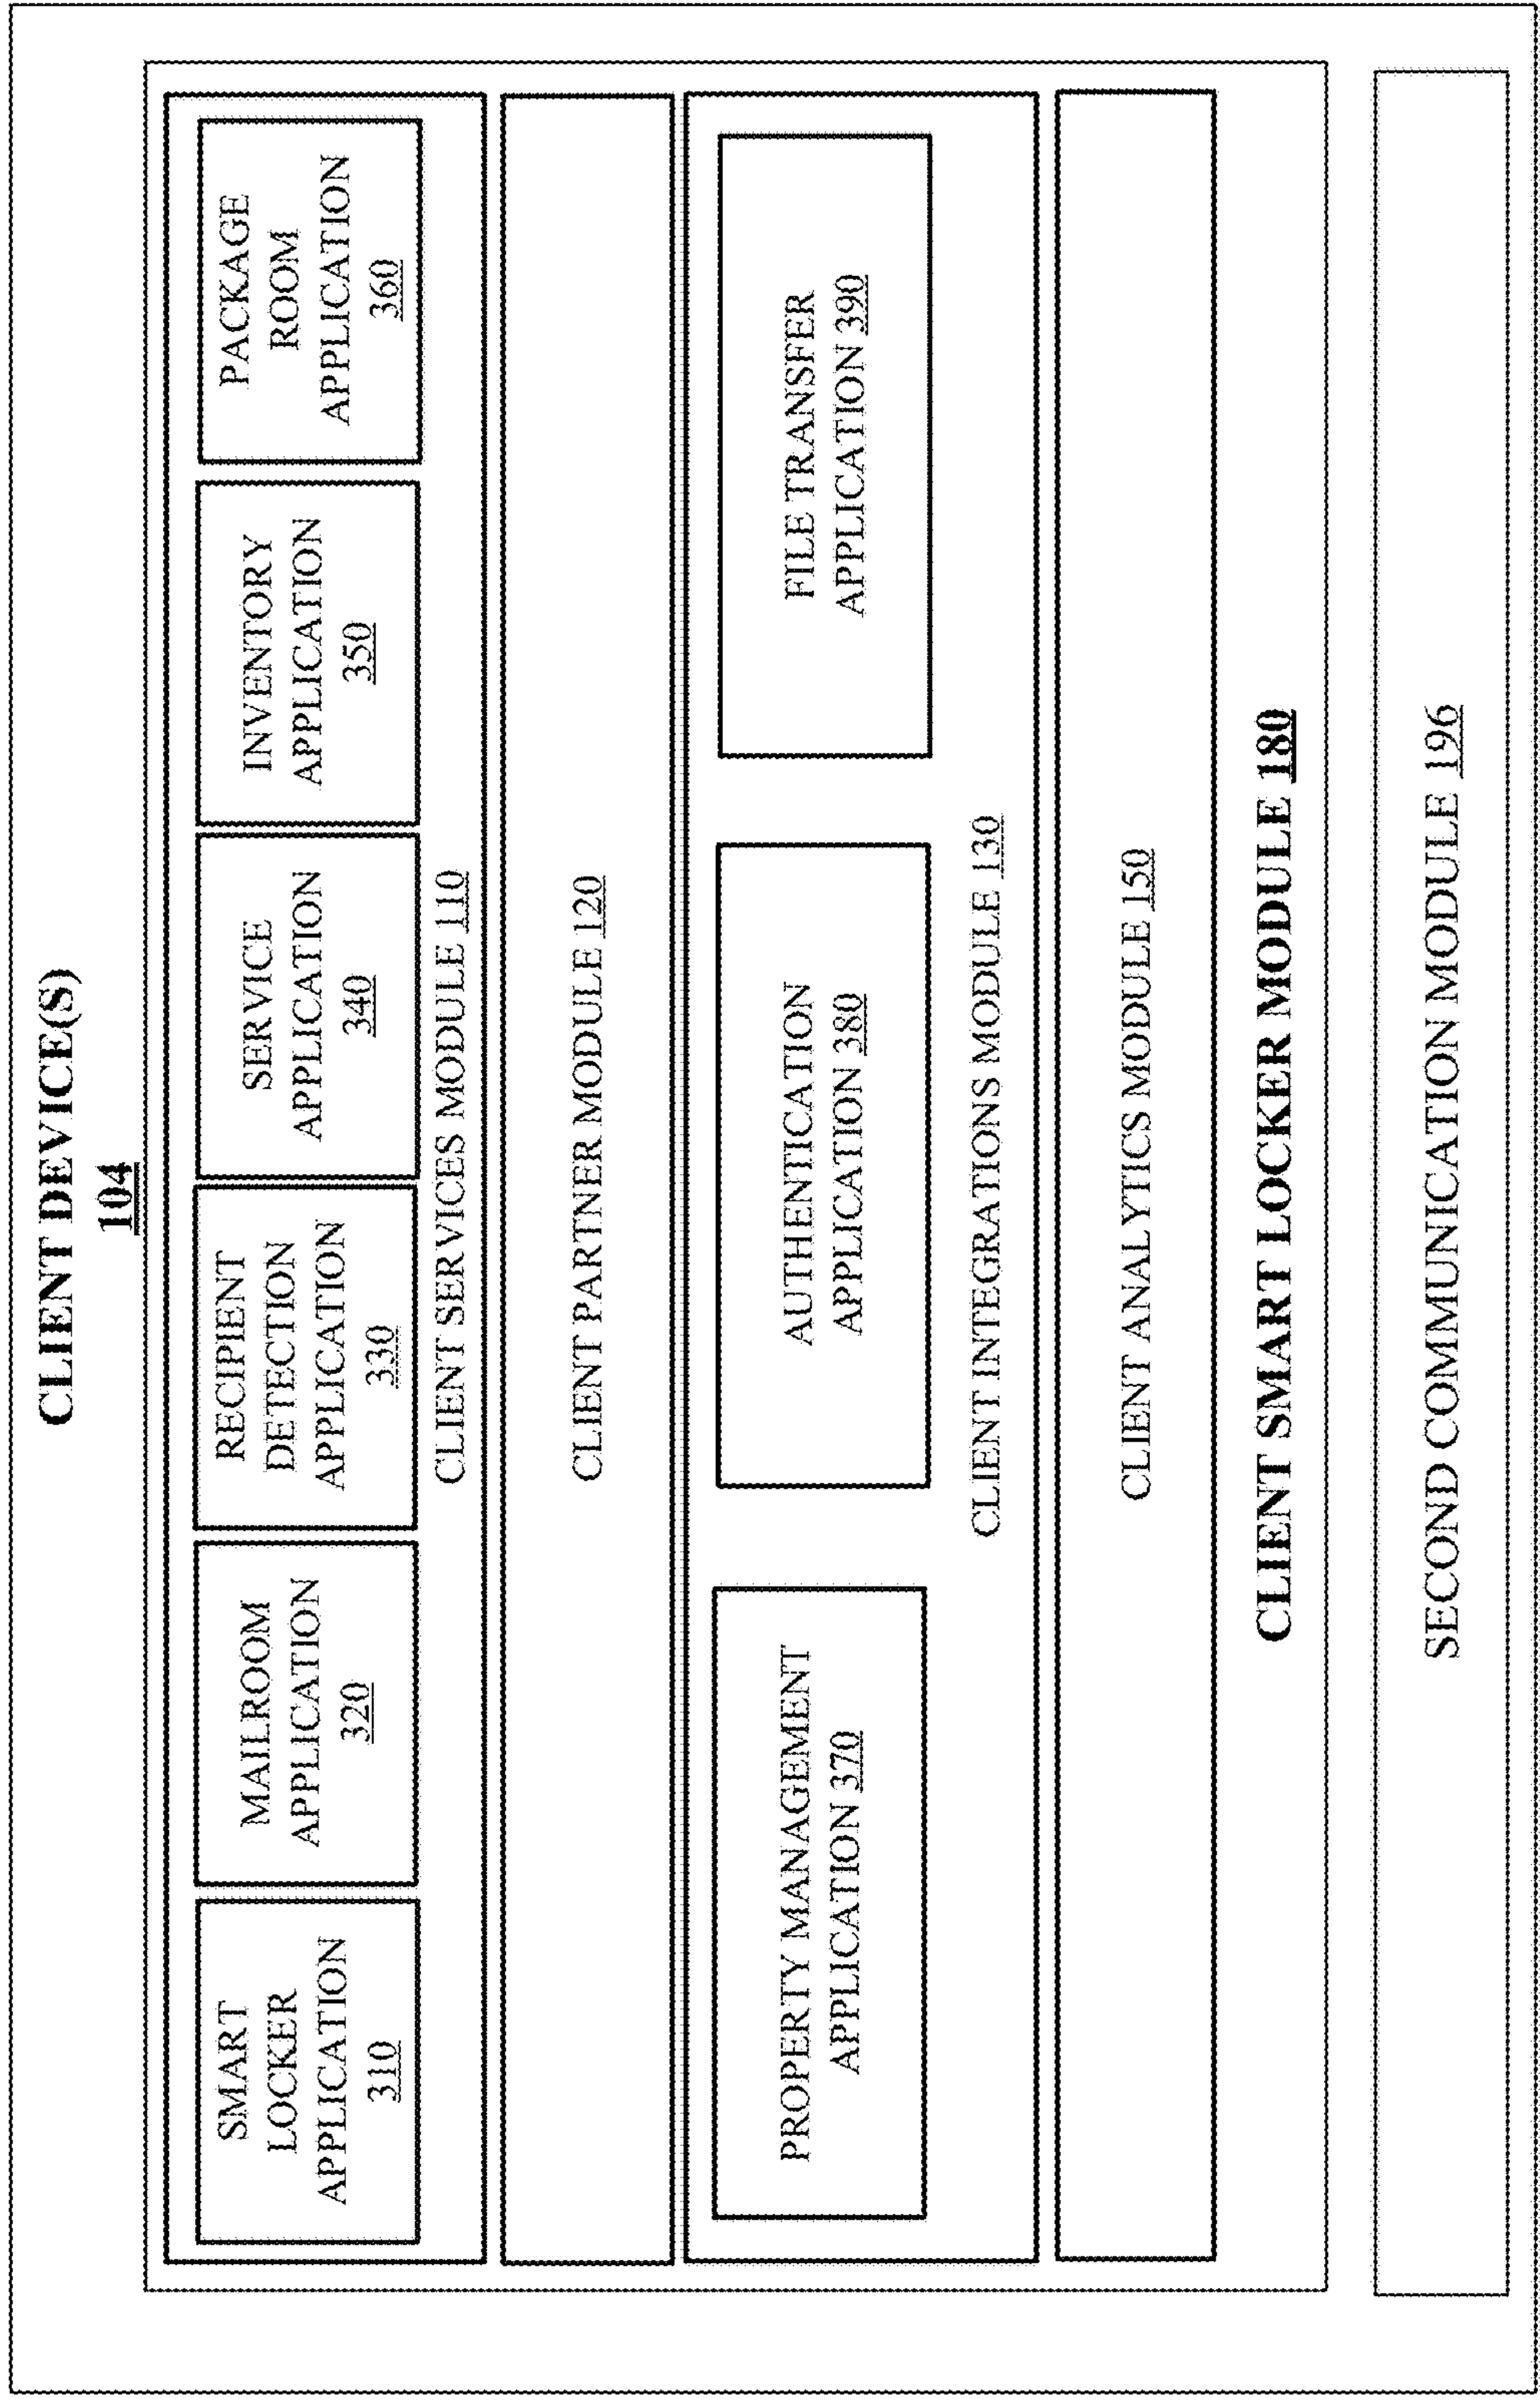 CLIENT DEVICE(S)
104
SMART
LOCKER
APPLICATION
310
MAILROOM
APPLICATION
320
RECIPIENT
DETECTION
APPLICATION
330
SERVICE
APPLICATION
340
INVENTORY
APPLICATION
350
PACKAGE
ROOM
APPLICATION
360
CLIENT SERVICES MODULE 110
CLIENT PARTNER MODULE 120
PROPERTY MANAGEMENT
APPLICATION 370
AUTHENTICATION
APPLICATION 380
FILE TRANSFER
APPLICATION 390
CLIENT INTEGRATIONS MODULE 130
CLIENT ANALYTICS MODULE 150
CLIENT SMART LOCKER MODULE 180
SECOND COMMUNICATION MODULE 196